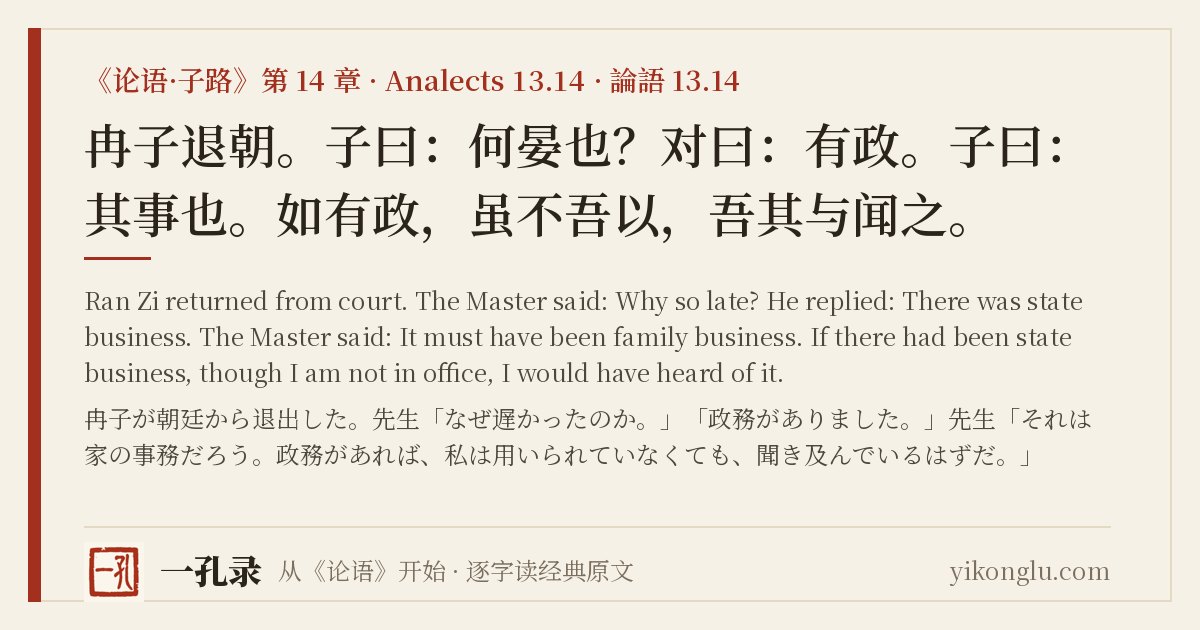 《论语·子路》第 14 章 · Analects 13.14 · 論語 13.14
冉子退朝。子曰：何晏也？对曰：有政。子曰：
其事也。如有政，虽不吾以，吾其与闻之。
Ran Zi returned from court. The Master said: Why so late? He replied: There was state
business. The Master said: It must have been family business. If there had been state
business, though I am not in office, I would have heard of it.
冉子が朝廷から退出した。先生「なぜ遅かったのか。」「政務がありました。」先生「それは
家の事務だろう。政務があれば、私は用いられていなくても、聞き及んでいるはずだ。」
一孔
一孔录 从《论语》开始 · 逐字读经典原文 yikonglu.com